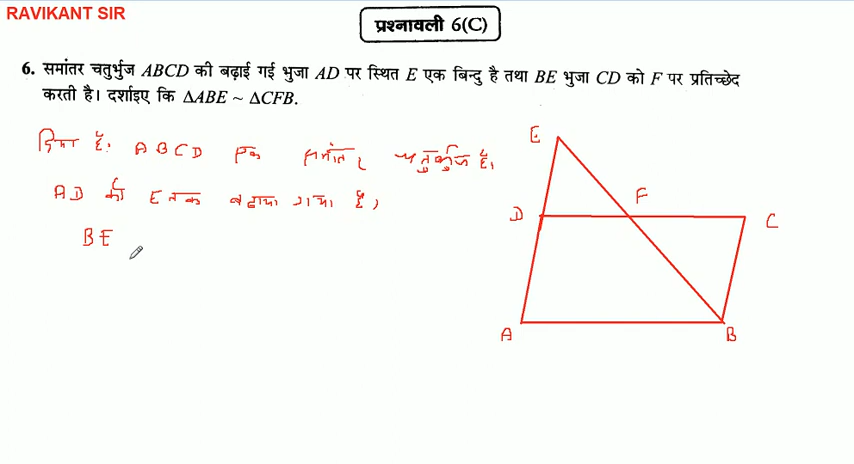 RAVIKANT SIR
प्रश्नावली 6(C)
6. समांतर चतुर्भुज ABCD की बढ़ाई गई भुजा AD पर स्थित E एक बिन्दु है तथा BE भुजा CD को F पर प्रतिच्छेद
करती है। दर्शाइए कि ΔABE ~ ΔCFB.
दिया है: ABCD एक समांतर चतुर्भुज है।
AD को E तक बढ़ाया गया है,
BE
E
D
F
C
A
B